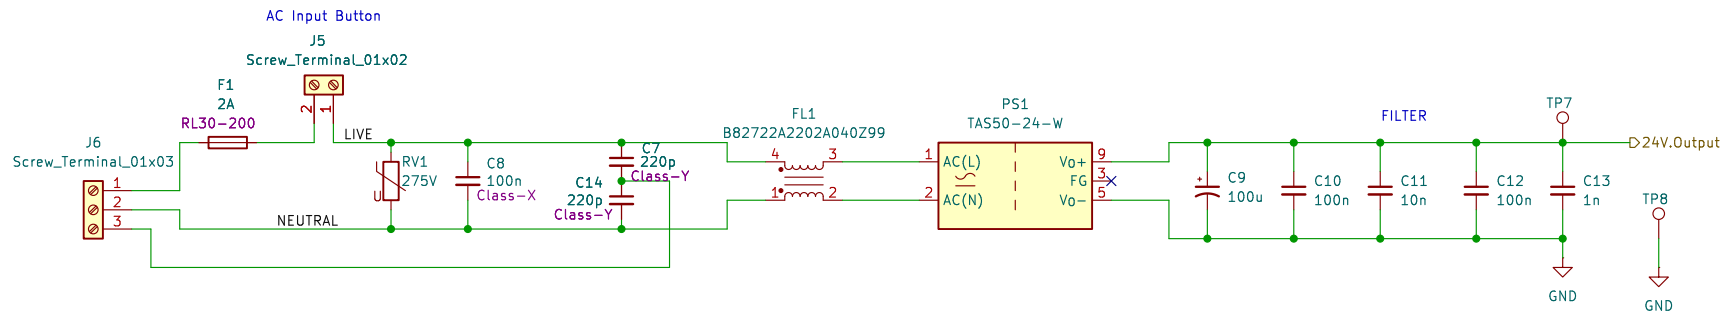 AC Input Button
J5
Screw_Terminal_01x02
2
1
F1
2A
RL30-200
LIVE
J6
Screw_Terminal_01x03
1
2
3
NEUTRAL
RV1
275V
U
C8
100n
Class-X
C7
220p
Class-Y
C14
220p
Class-Y
FL1
B82722A2202A040Z99
4
3
1
2
PS1
TAS50-24-W
1
AC(L)
2
AC(N)
Vo+
9
FG
3
Vo-
5
FILTER
C9
100u
+
C10
100n
C11
10n
C12
100n
C13
1n
TP7
24V.Output
GND
TP8
GND